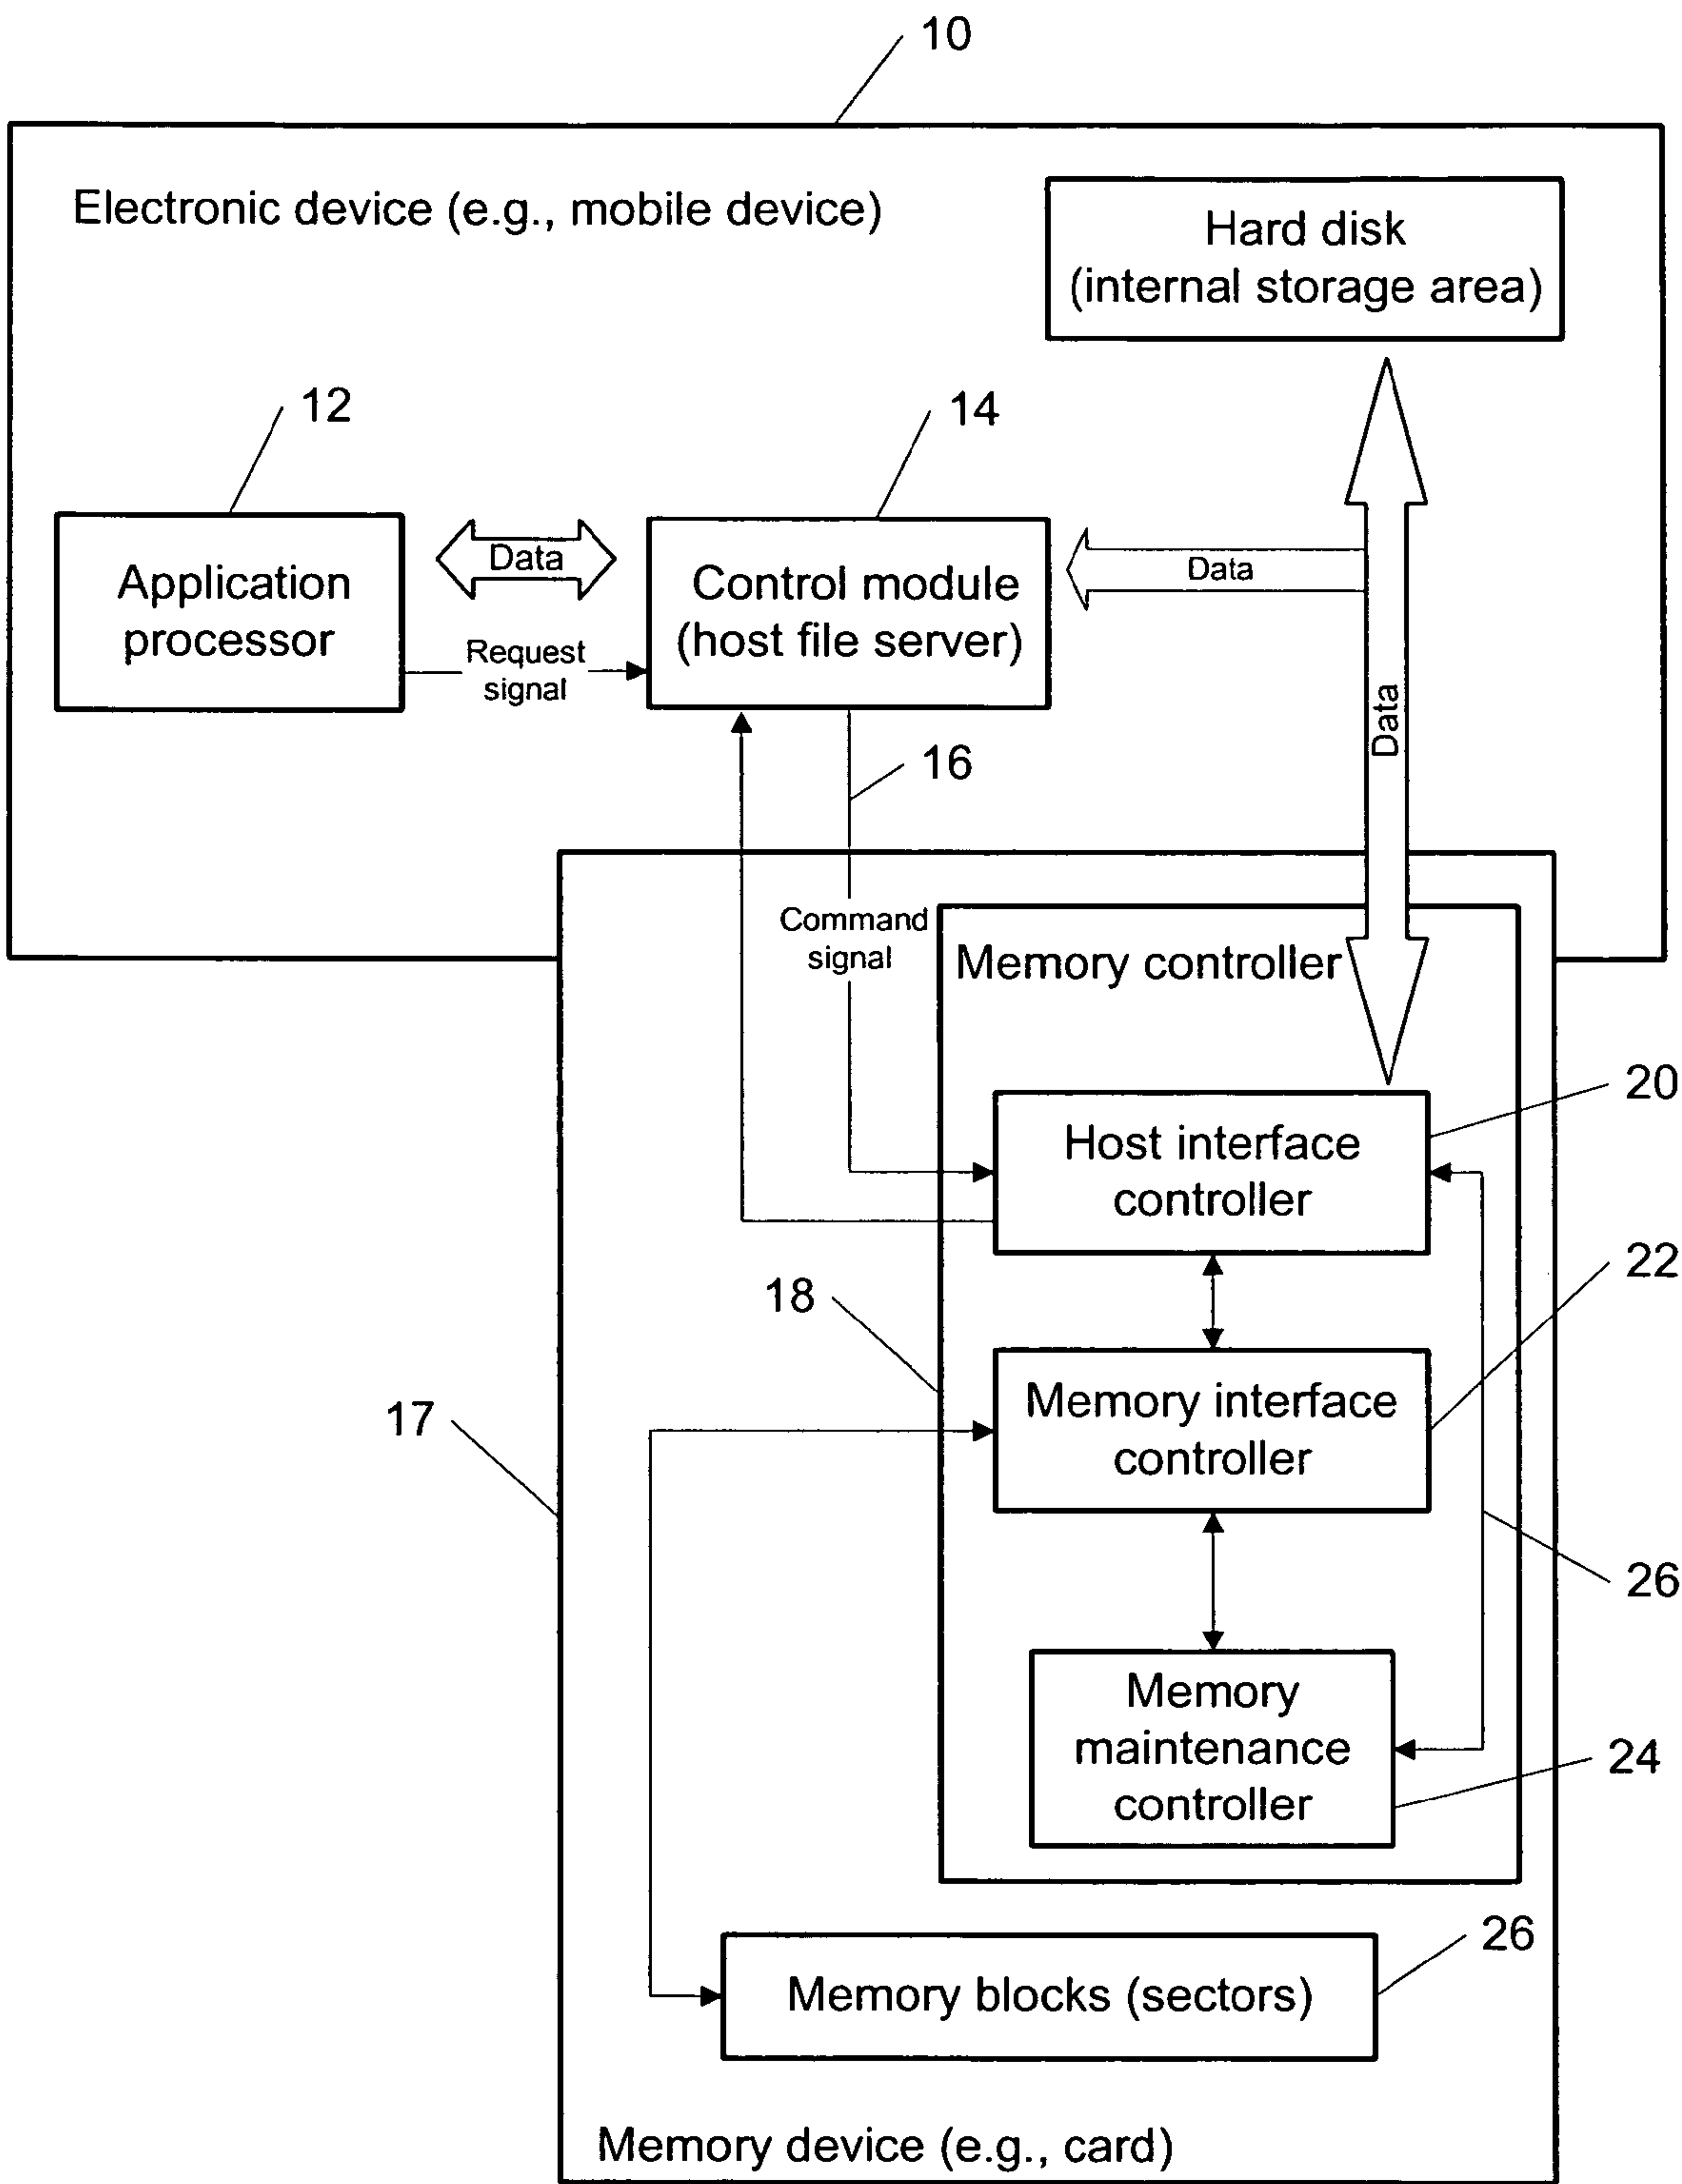 10
Electronic device (e.g., mobile device)
Hard disk
(internal storage area)
12
14
Application
processor
Data
Request
signal
Control module
(host file server)
Data
Data
16
Command
signal
Memory controller
Host interface
controller
20
18
22
Memory interface
controller
17
26
Memory
maintenance
controller
24
26
Memory blocks (sectors)
Memory device (e.g., card)